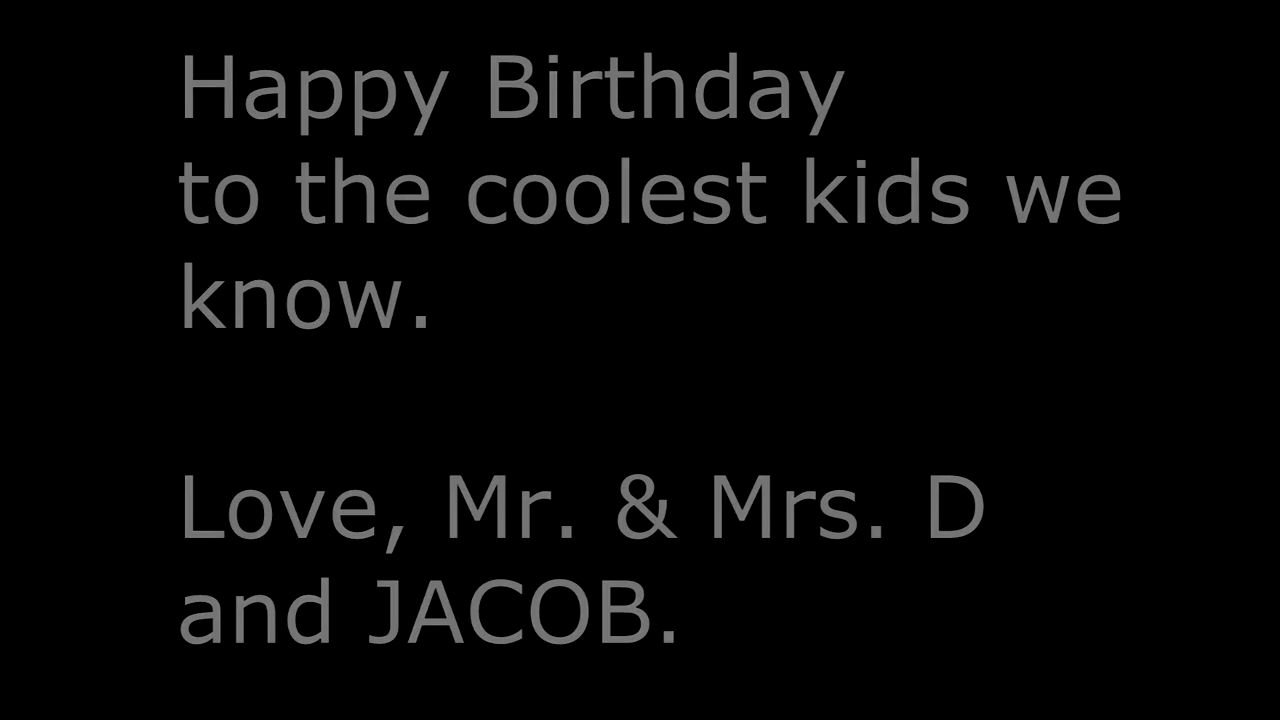 Happy Birthday
to the coolest kids we
know.
Love, Mr. & Mrs. D
and JACOB.